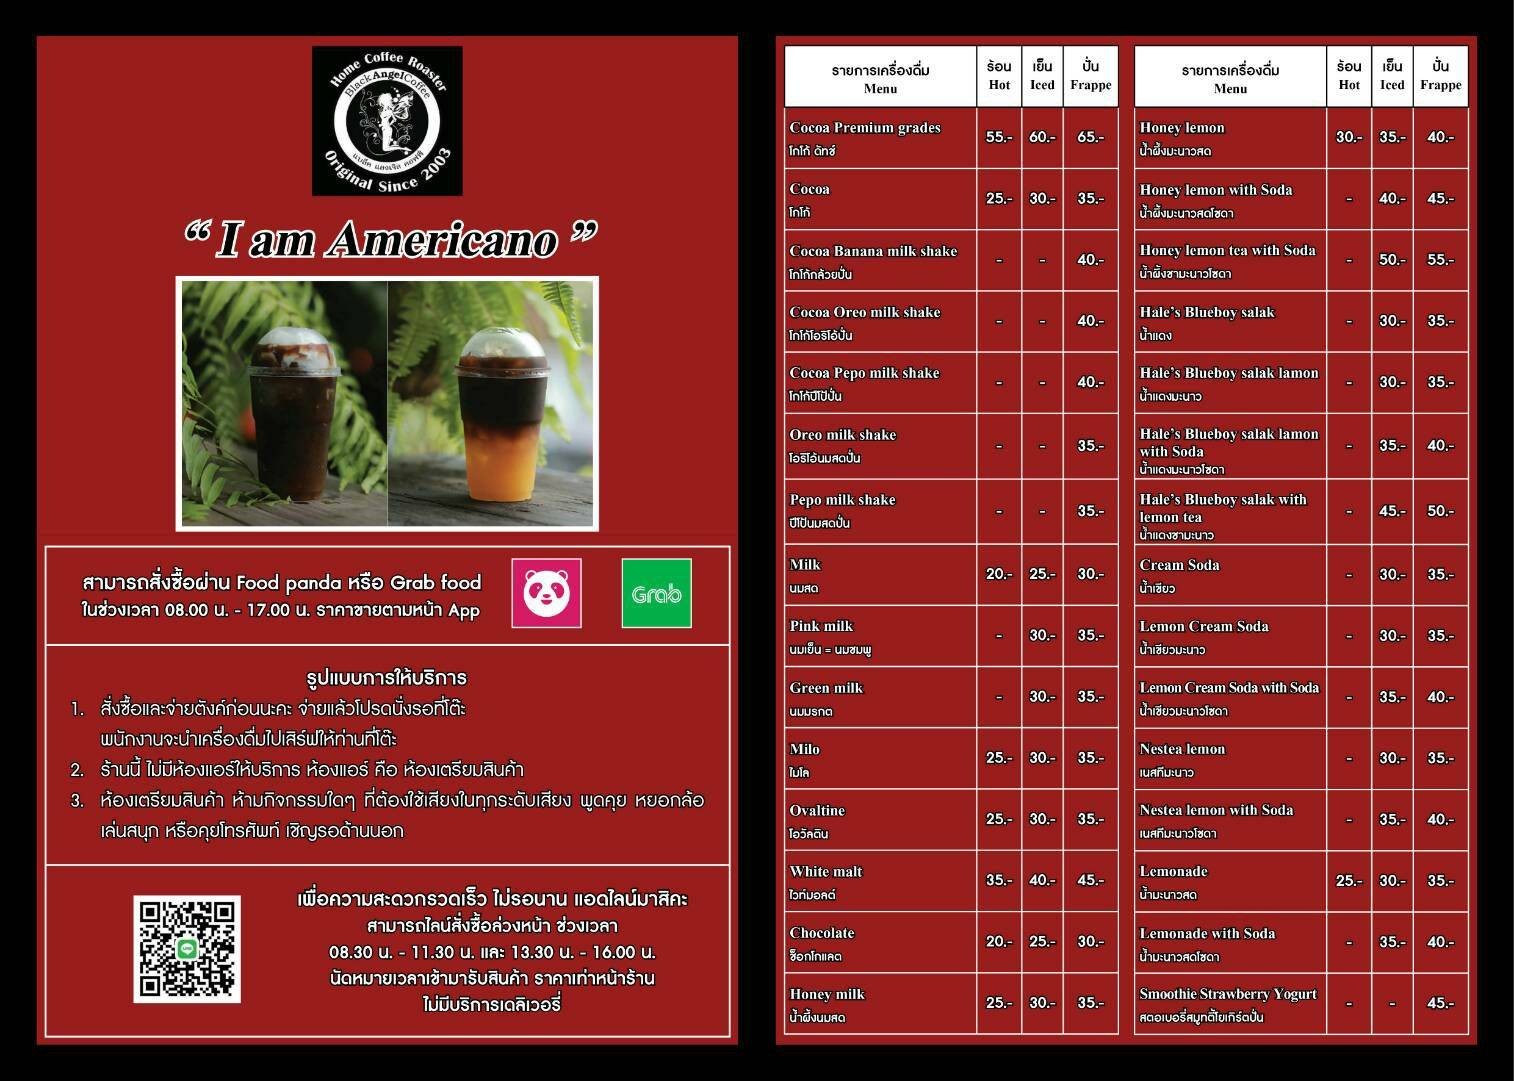 Home Coffee Roaster
BlackAngelCoffee
แบล็ค แองเจิล คอฟฟี่
Original Since 2003
“ I am Americano ”
สามารถสั่งซื้อผ่าน Food panda หรือ Grab food
ในช่วงเวลา 08.00 น. - 17.00 น. ราคาขายตามหน้า App
Grab
รูปแบบการให้บริการ
1. สั่งซื้อและจ่ายตังค์ก่อนนะคะ จ่ายแล้วโปรดนั่งรอที่โต๊ะ
พนักงานจะนำเครื่องดื่มไปเสิร์ฟให้ท่านที่โต๊ะ
2. ร้านนี้ ไม่มีห้องแอร์ให้บริการ ห้องแอร์ คือ ห้องเตรียมสินค้า
3. ห้องเตรียมสินค้า ห้ามกิจกรรมใดๆ ที่ต้องใช้เสียงในทุกระดับเสียง พูดคุย หยอกล้อ
เล่นสนุก หรือคุยโทรศัพท์ เชิญรอด้านนอก
เพื่อความสะดวกรวดเร็ว ไม่รอนาน แอดไลน์มาสิคะ
สามารถไลน์สั่งซื้อล่วงหน้า ช่วงเวลา
08.30 น. - 11.30 น. และ 13.30 น. - 16.00 น.
นัดหมายเวลาเข้ามารับสินค้า ราคาเท่าหน้าร้าน
ไม่มีบริการเดลิเวอรี่
รายการเครื่องดื่ม ร้อน เย็น ปั่น
Menu Hot Iced Frappe
Cocoa Premium grades 55.- 60.- 65.-
โกโก้ ดัทช์
Cocoa 25.- 30.- 35.-
โกโก้
Cocoa Banana milk shake - - 40.-
โกโก้กล้วยปั่น
Cocoa Oreo milk shake - - 40.-
โกโก้โอริโอ้ปั่น
Cocoa Pepo milk shake - - 40.-
โกโก้ปีโป้ปั่น
Oreo milk shake - - 35.-
โอริโอ้นมสดปั่น
Pepo milk shake - - 35.-
ปีโป้นมสดปั่น
Milk 20.- 25.- 30.-
นมสด
Pink milk - 30.- 35.-
นมเย็น = นมชมพู
Green milk - 30.- 35.-
นมมรกต
Milo 25.- 30.- 35.-
ไมโล
Ovaltine 25.- 30.- 35.-
โอวัลติน
White malt 35.- 40.- 45.-
ไวท์มอลต์
Chocolate 20.- 25.- 30.-
ช็อกโกแลต
Honey milk 25.- 30.- 35.-
น้ำผึ้งนมสด
รายการเครื่องดื่ม ร้อน เย็น ปั่น
Menu Hot Iced Frappe
Honey lemon 30.- 35.- 40.-
น้ำผึ้งมะนาวสด
Honey lemon with Soda - 40.- 45.-
น้ำผึ้งมะนาวสดโซดา
Honey lemon tea with Soda - 50.- 55.-
น้ำผึ้งชามะนาวโซดา
Hale’s Blueboy salak - 30.- 35.-
น้ำแดง
Hale’s Blueboy salak lamon - 30.- 35.-
น้ำแดงมะนาว
Hale’s Blueboy salak lamon
with Soda - 35.- 40.-
น้ำแดงมะนาวโซดา
Hale’s Blueboy salak with
lemon tea - 45.- 50.-
น้ำแดงชามะนาว
Cream Soda - 30.- 35.-
น้ำเขียว
Lemon Cream Soda - 30.- 35.-
น้ำเขียวมะนาว
Lemon Cream Soda with Soda - 35.- 40.-
น้ำเขียวมะนาวโซดา
Nestea lemon - 30.- 35.-
เนสทีมะนาว
Nestea lemon with Soda - 35.- 40.-
เนสทีมะนาวโซดา
Lemonade 25.- 30.- 35.-
น้ำมะนาวสด
Lemonade with Soda - 35.- 40.-
น้ำมะนาวสดโซดา
Smoothie Strawberry Yogurt - - 45.-
สตอเบอรี่สมูทตี้โยเกิร์ตปั่น